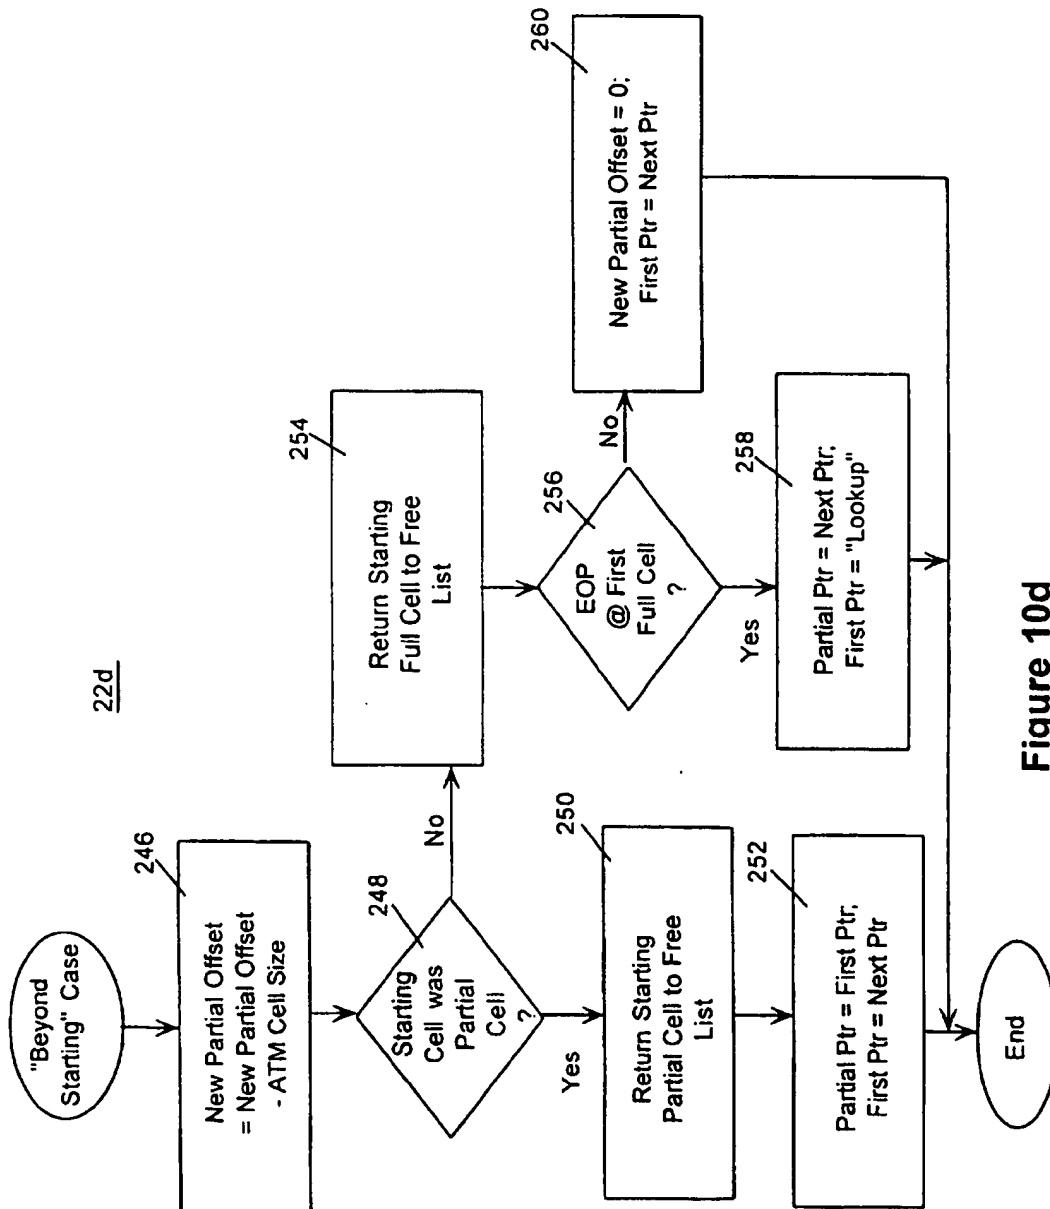 22d
"Beyond
Starting" Case
246
New Partial Offset
= New Partial Offset
- ATM Cell Size
248
Starting
Cell was
Partial
Cell
?
No
Yes
250
Return Starting
Partial Cell to Free
List
252
Partial Ptr = First Ptr;
First Ptr = Next Ptr
End
254
Return Starting
Full Cell to Free
List
256
EOP
@ First
Full Cell
?
No
Yes
258
Partial Ptr = Next Ptr;
First Ptr = "Lookup"
260
New Partial Offset = 0;
First Ptr = Next Ptr
Figure 10d